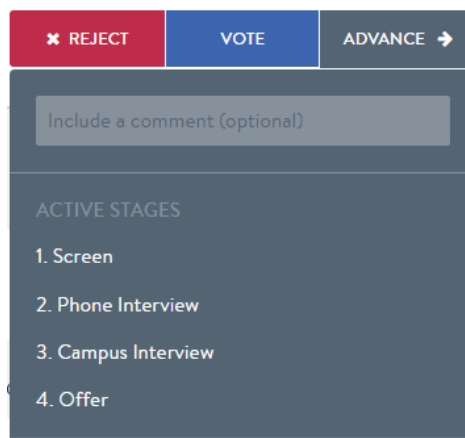 ✖ REJECT VOTE ADVANCE ➔
Include a comment (optional)
ACTIVE STAGES
1. Screen
2. Phone Interview
3. Campus Interview
4. Offer